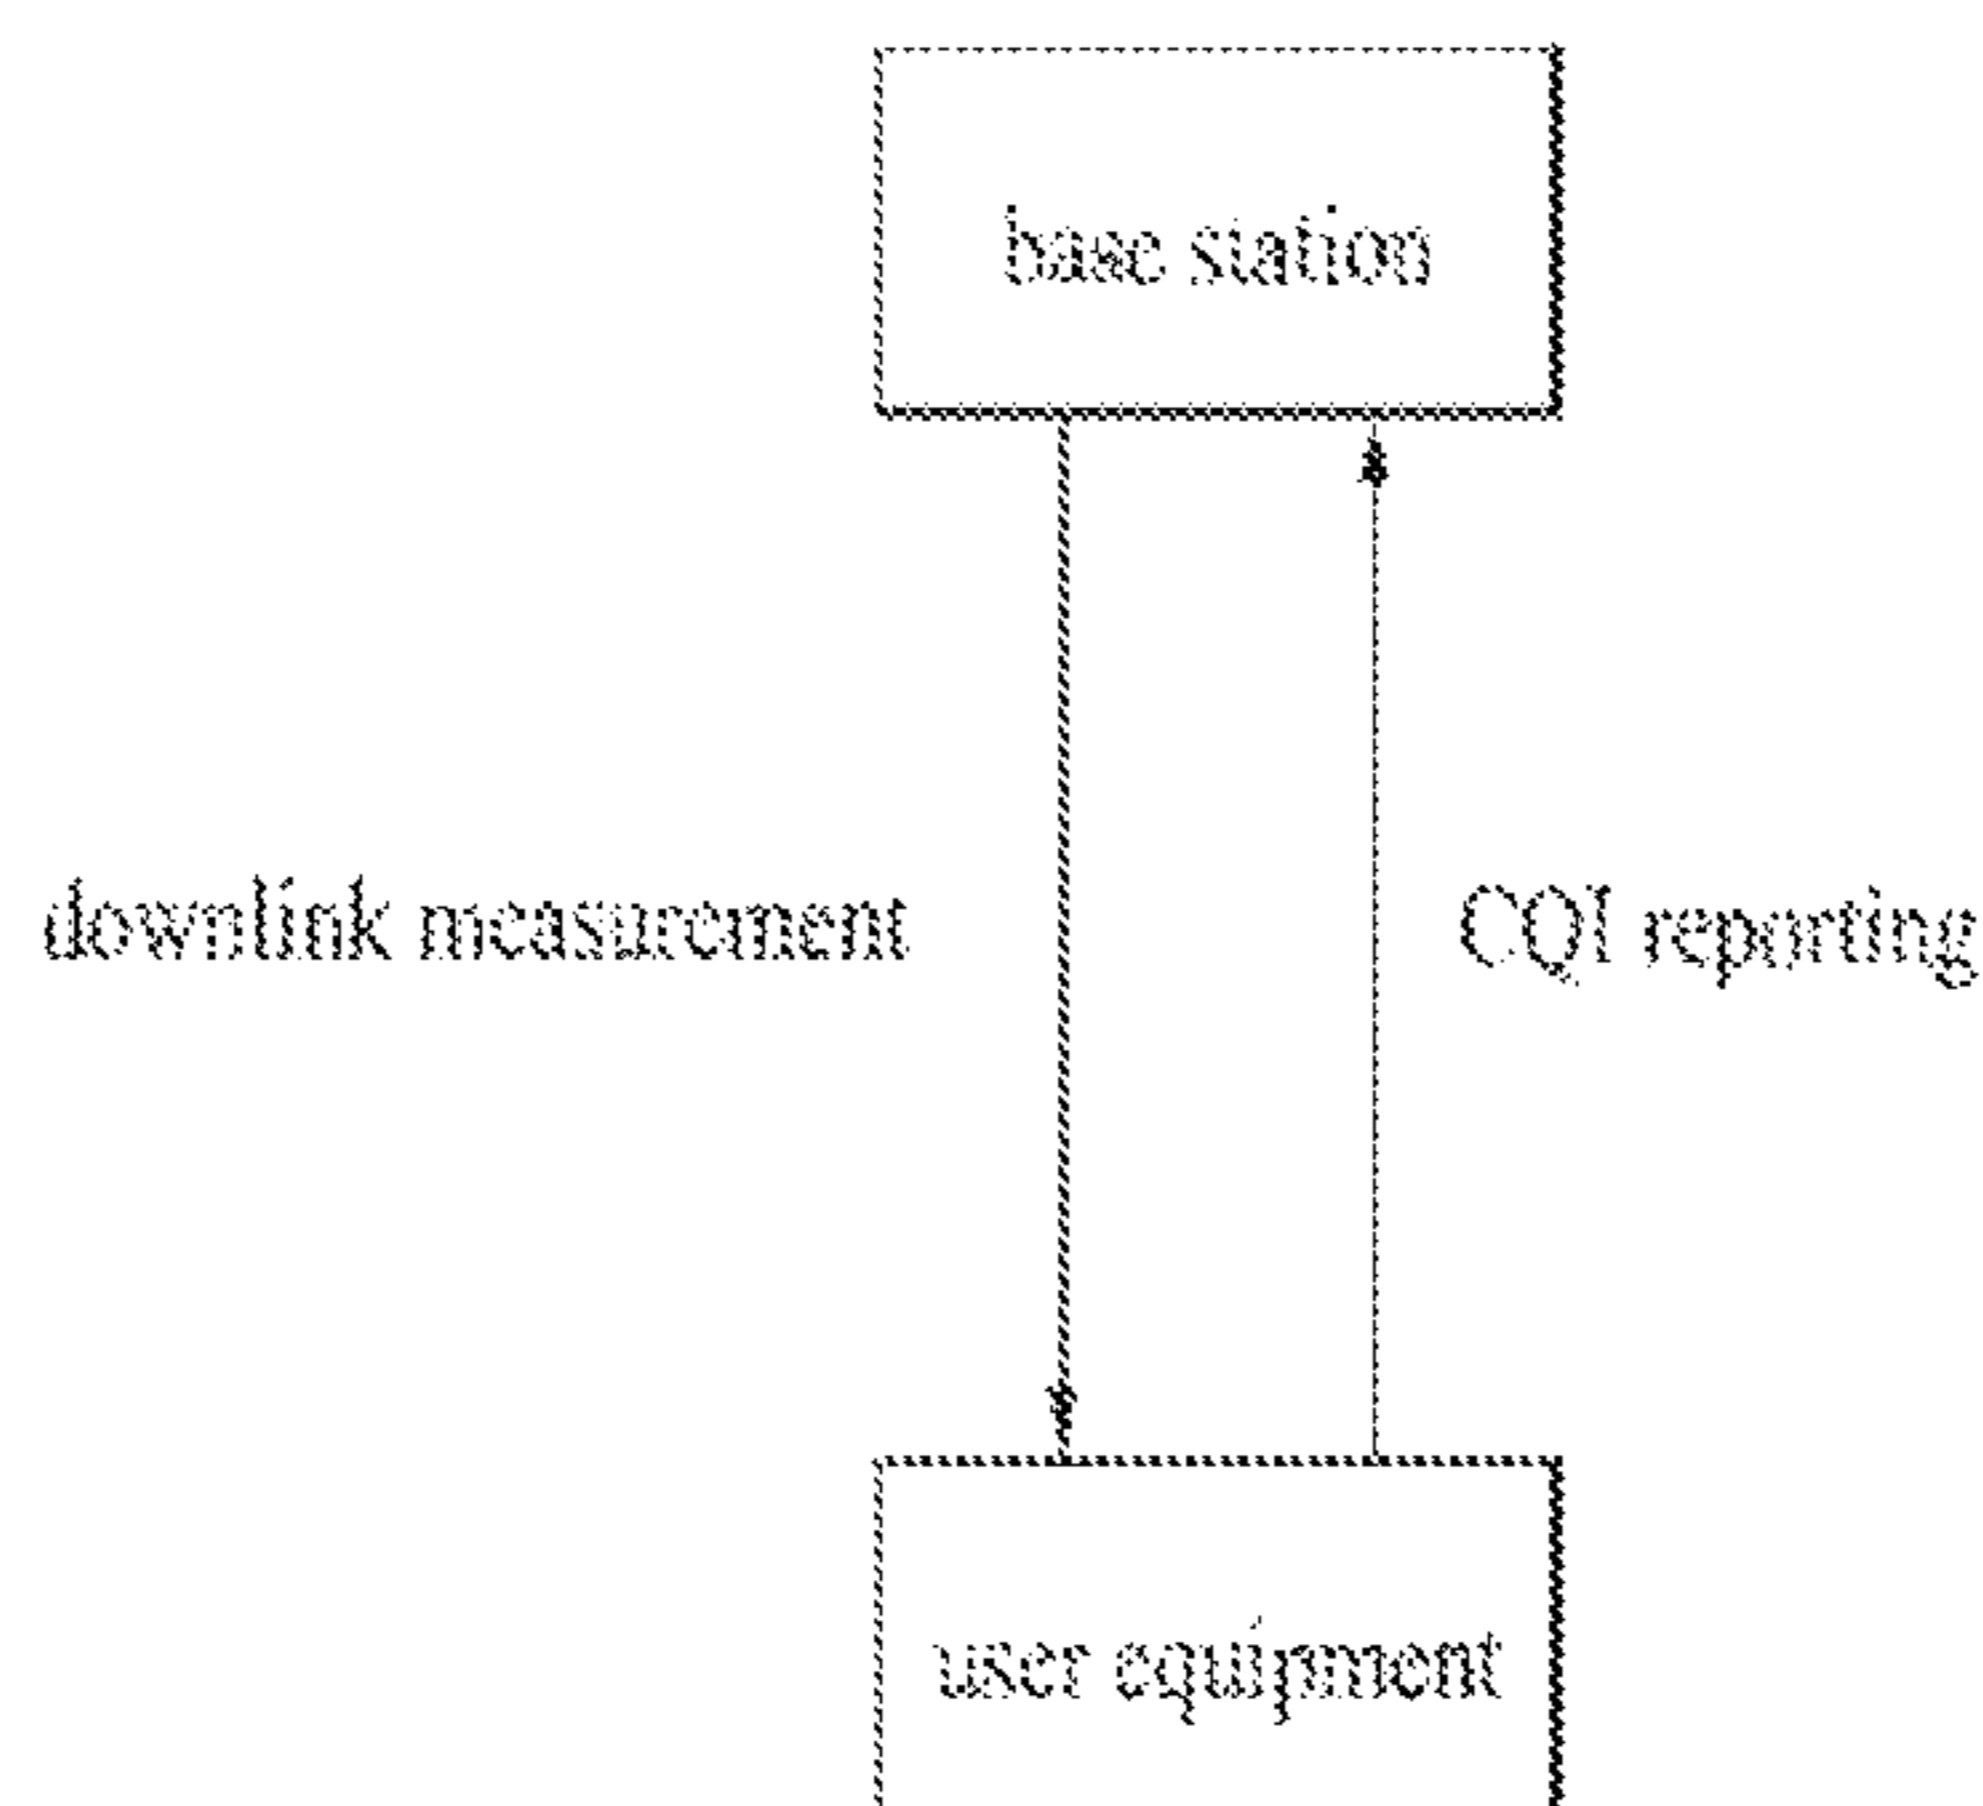 base station
downlink measurement
CQI reporting
user equipment